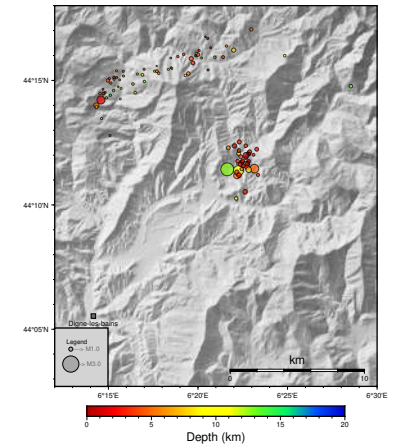 44°15'N
44°10'N
44°05'N
Digne-les-bains
Legend
--> M1.0
--> M3.0
km
0 10
6°15'E 6°20'E 6°25'E 6°30'E
0 5 10 15 20
Depth (km)